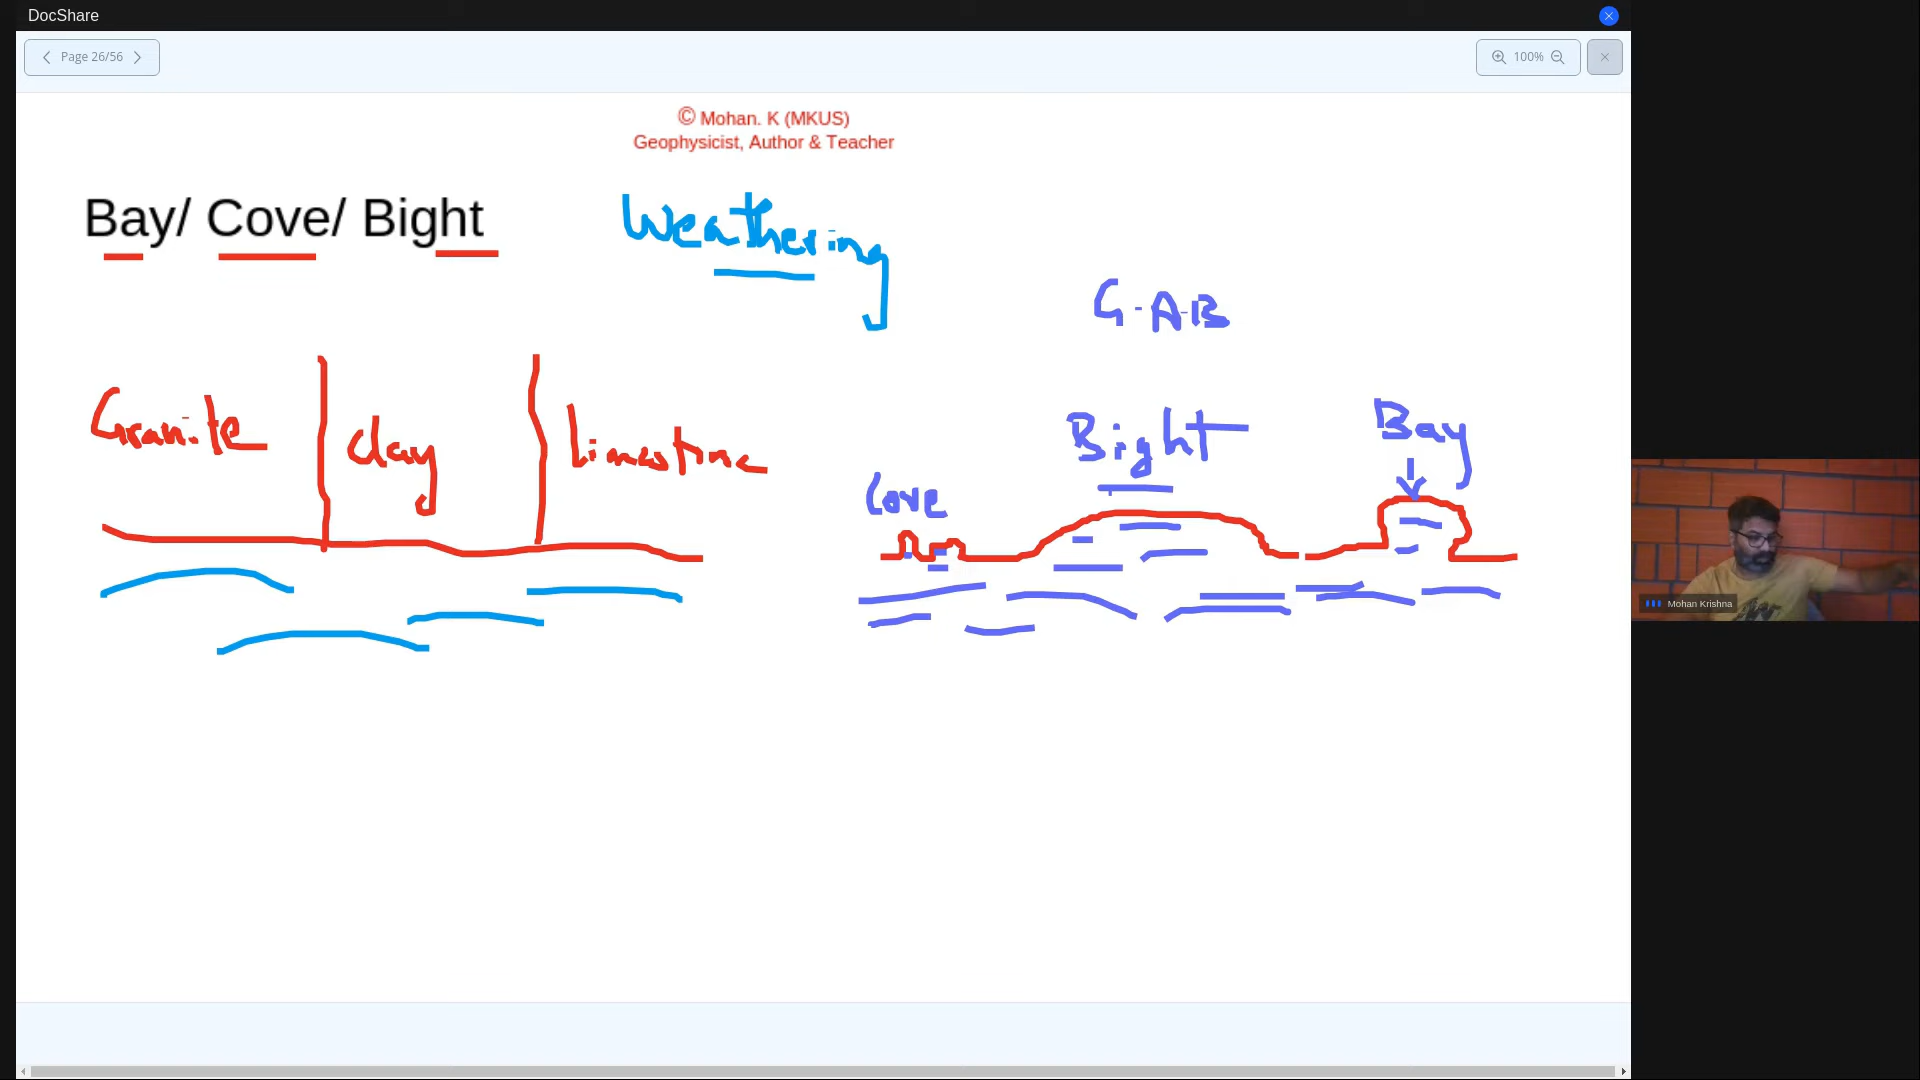 DocShare
Page 26/56
100%
© Mohan. K (MKUS)
Geophysicist, Author & Teacher
Bay/ Cove/ Bight
Weathering
G-A-B
Granite
Clay
Limestone
Cove
Bight
Bay
Mohan Krishna